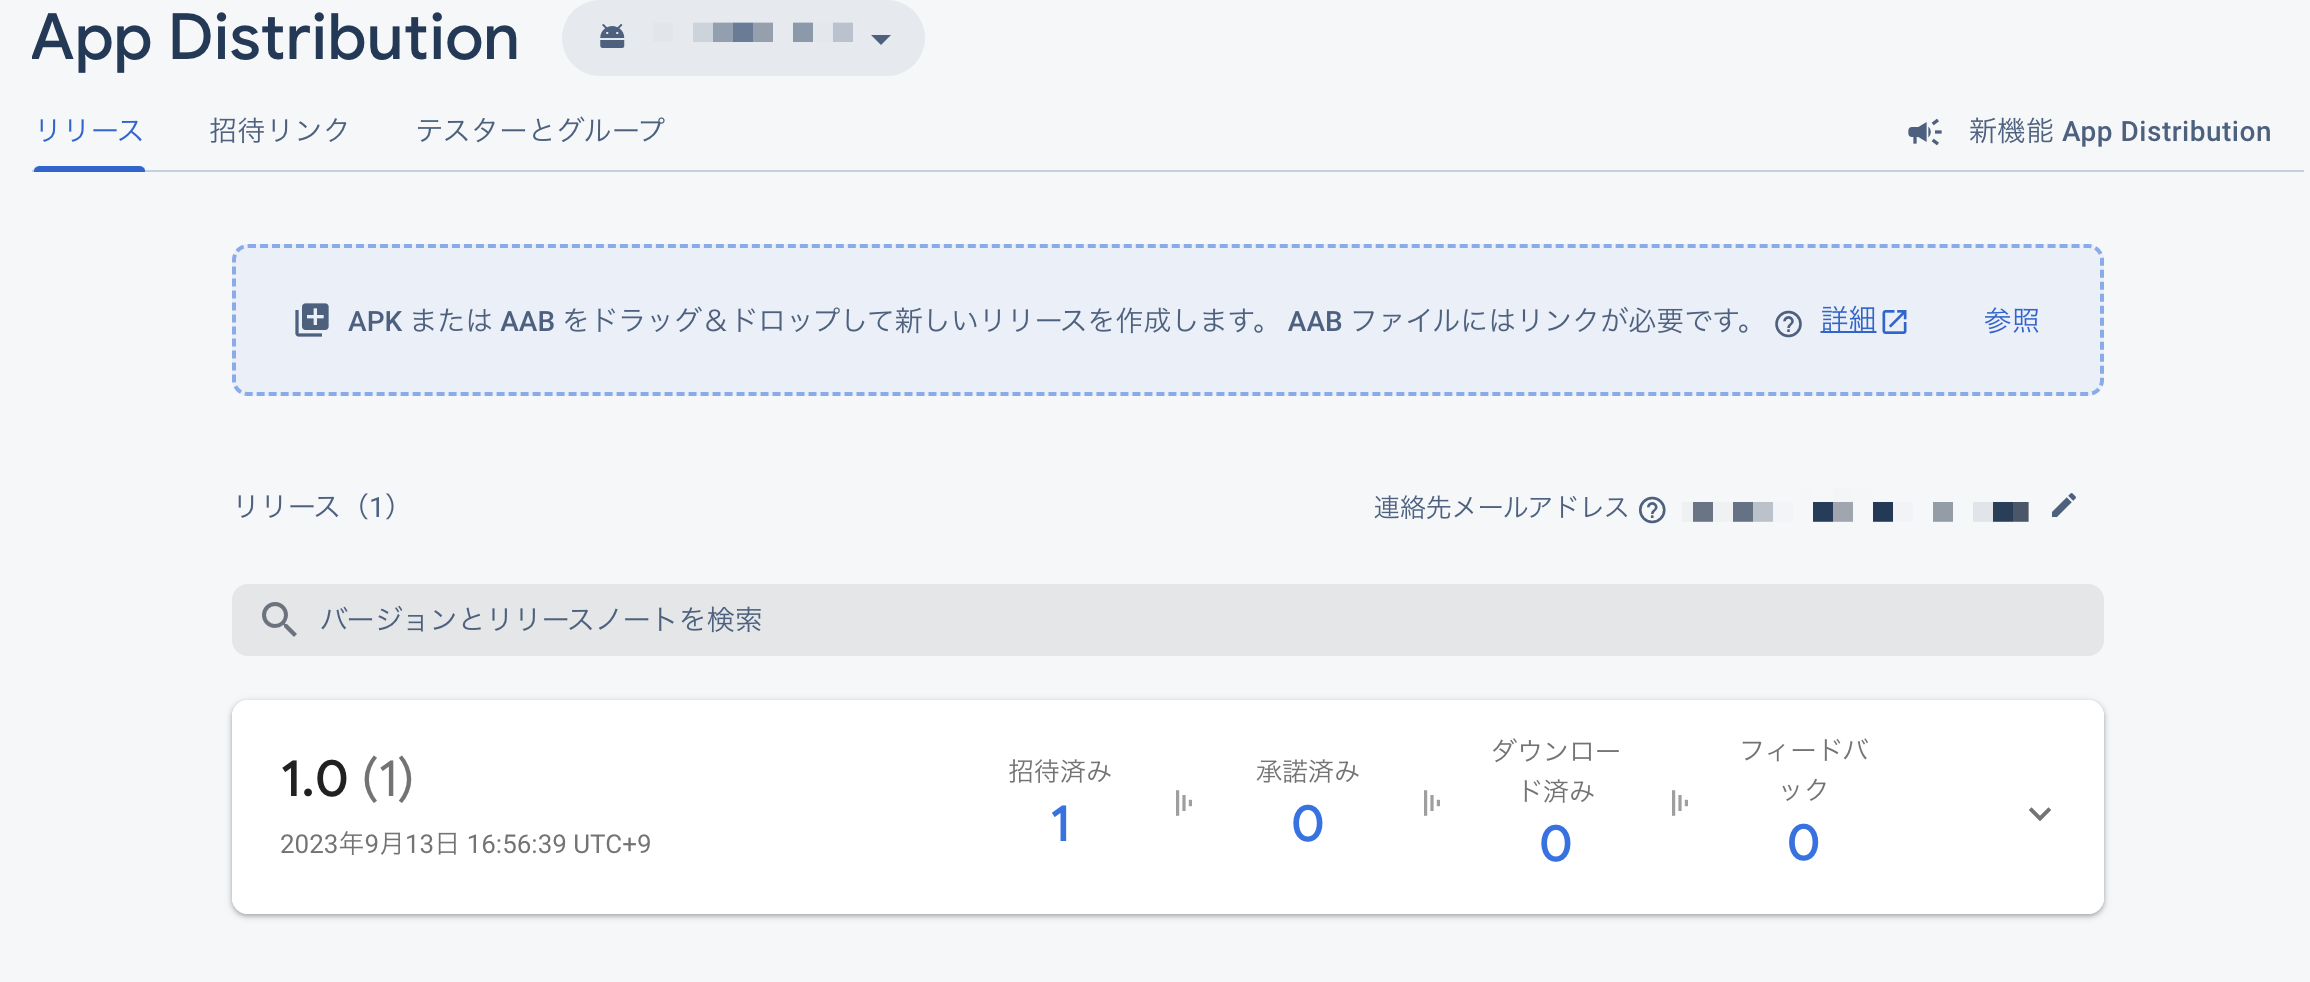 App Distribution
リリース
招待リンク
テスターとグループ
新機能 App Distribution
APK または AAB をドラッグ＆ドロップして新しいリリースを作成します。 AAB ファイルにはリンクが必要です。
詳細
参照
リリース（1）
連絡先メールアドレス
バージョンとリリースノートを検索
1.0 (1)
2023年9月13日 16:56:39 UTC+9
招待済み
1
承諾済み
0
ダウンロー
ド済み
0
フィードバ
ック
0